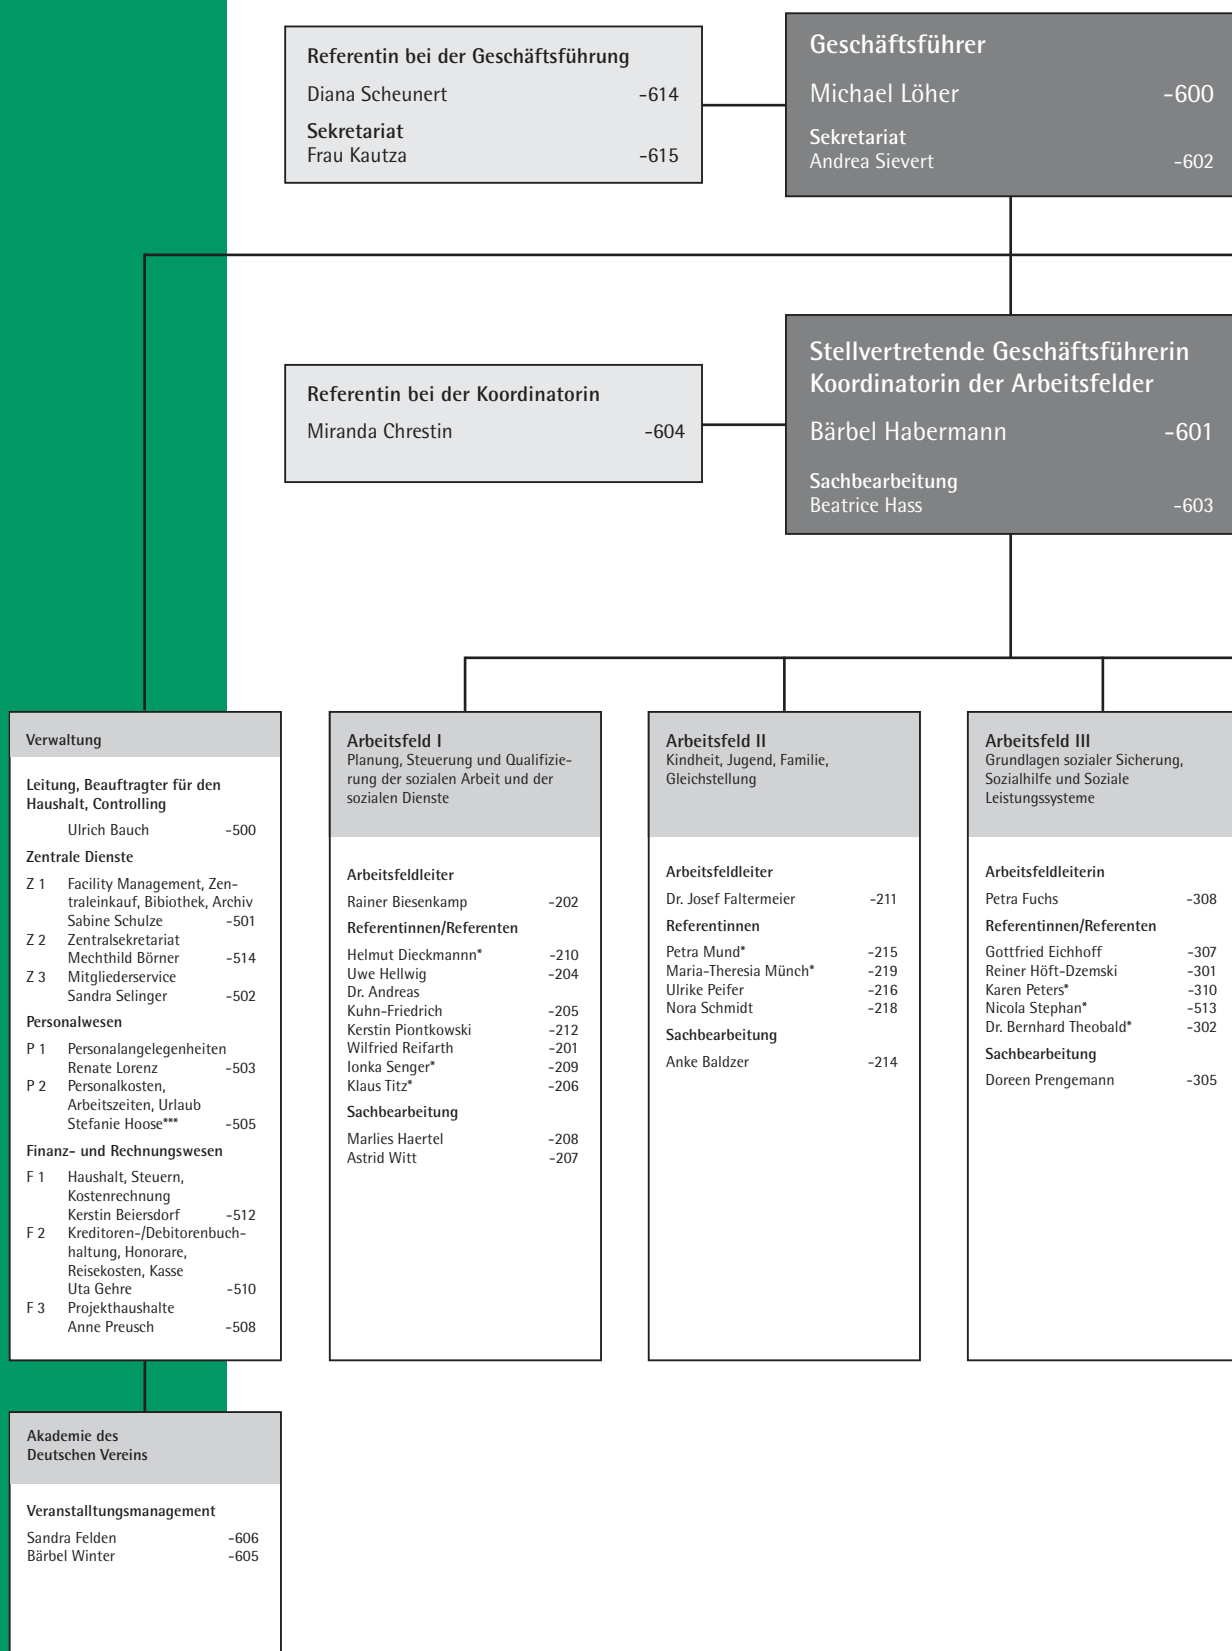 Referentin bei der Geschäftsführung
Diana Scheunert -614
Sekretariat
Frau Kautza -615
Geschäftsführer
Michael Löher -600
Sekretariat
Andrea Sievert -602
Referentin bei der Koordinatorin
Miranda Chrestin -604
Stellvertretende Geschäftsführerin
Koordinatorin der Arbeitsfelder
Bärbel Habermann -601
Sachbearbeitung
Beatrice Hass -603
Verwaltung
Leitung, Beauftragter für den
Haushalt, Controlling
Ulrich Bauch -500
Zentrale Dienste
Z 1 Facility Management, Zen-
traleinkauf, Bibiothek, Archiv
Sabine Schulze -501
Z 2 Zentralsekretariat
Mechthild Börner -514
Z 3 Mitgliederservice
Sandra Selinger -502
Personalwesen
P 1 Personalangelegenheiten
Renate Lorenz -503
P 2 Personalkosten,
Arbeitszeiten, Urlaub
Stefanie Hoose*** -505
Finanz- und Rechnungswesen
F 1 Haushalt, Steuern,
Kostenrechnung
Kerstin Beiersdorf -512
F 2 Kreditoren-/Debitorenbuch-
haltung, Honorare,
Reisekosten, Kasse
Uta Gehre -510
F 3 Projekthaushalte
Anne Preusch -508
Arbeitsfeld I
Planung, Steuerung und Qualifizie-
rung der sozialen Arbeit und der
sozialen Dienste
Arbeitsfeldleiter
Rainer Biesenkamp -202
Referentinnen/Referenten
Helmut Dieckmannn* -210
Uwe Hellwig -204
Dr. Andreas
Kuhn-Friedrich -205
Kerstin Piontkowski -212
Wilfried Reifarth -201
Ionka Senger* -209
Klaus Titz* -206
Sachbearbeitung
Marlies Haertel -208
Astrid Witt -207
Arbeitsfeld II
Kindheit, Jugend, Familie,
Gleichstellung
Arbeitsfeldleiter
Dr. Josef Faltermeier -211
Referentinnen
Petra Mund* -215
Maria-Theresia Münch* -219
Ulrike Peifer -216
Nora Schmidt -218
Sachbearbeitung
Anke Baldzer -214
Arbeitsfeld III
Grundlagen sozialer Sicherung,
Sozialhilfe und Soziale
Leistungssysteme
Arbeitsfeldleiterin
Petra Fuchs -308
Referentinnen/Referenten
Gottfried Eichhoff -307
Reiner Höft-Dzemski -301
Karen Peters* -310
Nicola Stephan* -513
Dr. Bernhard Theobald* -302
Sachbearbeitung
Doreen Prengemann -305
Akademie des
Deutschen Vereins
Veranstalltungsmanagement
Sandra Felden -606
Bärbel Winter -605